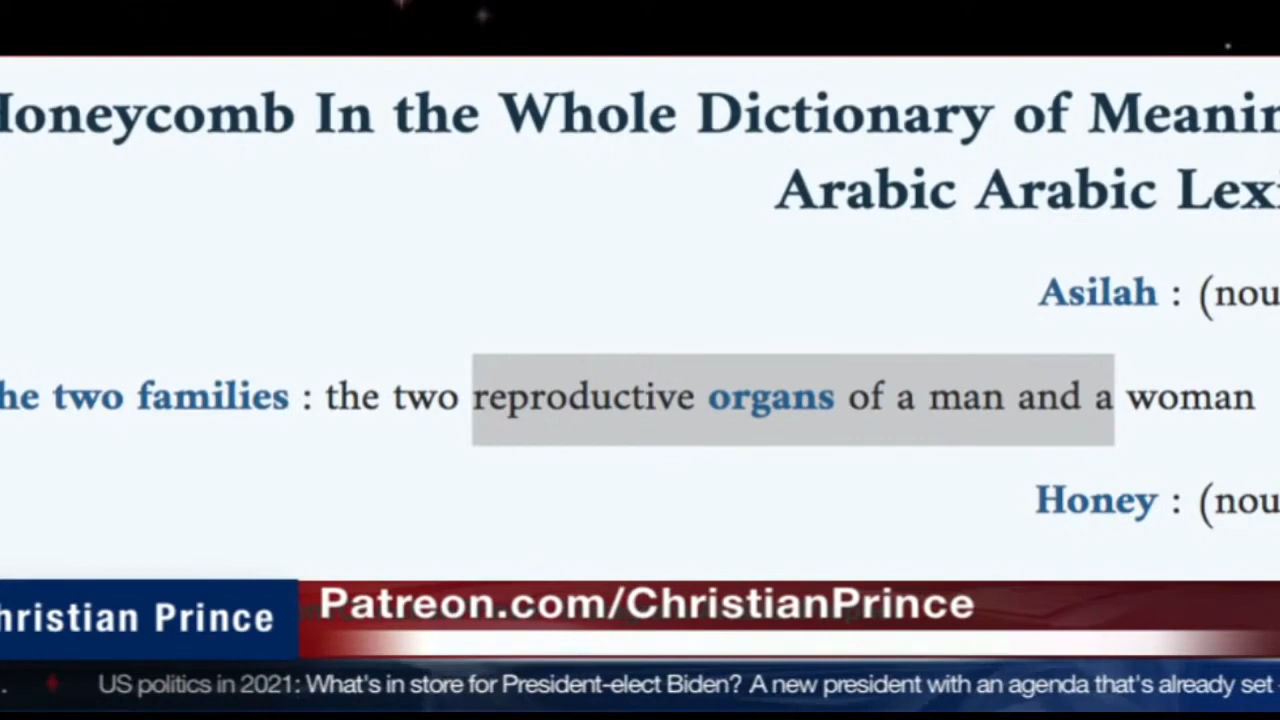 Honeycomb In the Whole Dictionary of Meanin
Arabic Arabic Lexi
Asilah : (nou
he two families : the two reproductive organs of a man and a woman
Honey : (nou
hristian Prince
Patreon.com/ChristianPrince
US politics in 2021: What's in store for President-elect Biden? A new president with an agenda that's already set